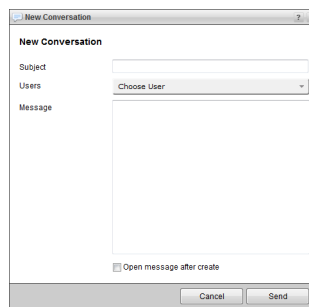 New Conversation ?
New Conversation
Subject
Users Choose User
Message
Open message after create
Cancel Send